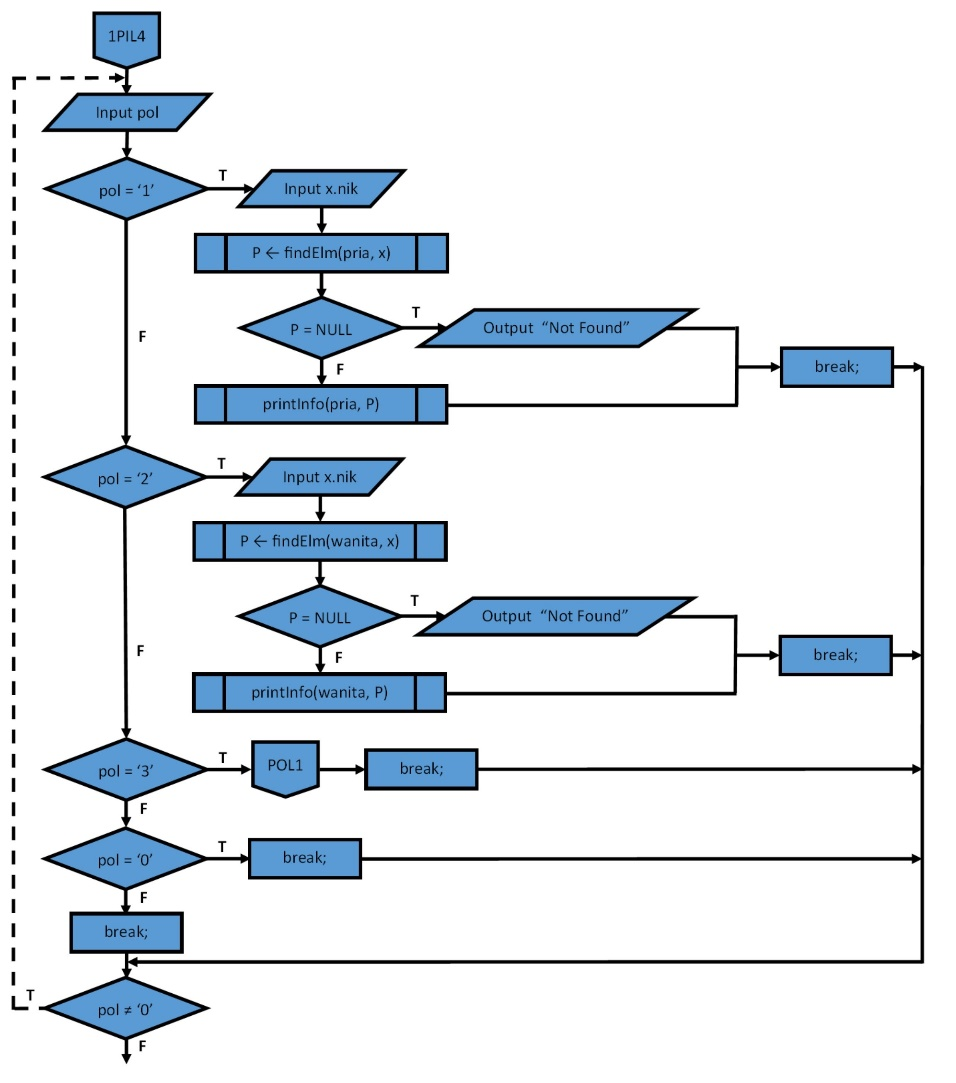 1PIL4
Input pol
pol = ‘1’
T
Input x.nik
P ← findElm(pria, x)
P = NULL
T
Output “Not Found”
F
F
break;
printInfo(pria, P)
pol = ‘2’
T
Input x.nik
P ← findElm(wanita, x)
P = NULL
T
Output “Not Found”
F
F
break;
printInfo(wanita, P)
pol = ‘3’
T
POL1
break;
F
pol = ‘0’
T
break;
F
break;
T
pol ≠ ‘0’
F